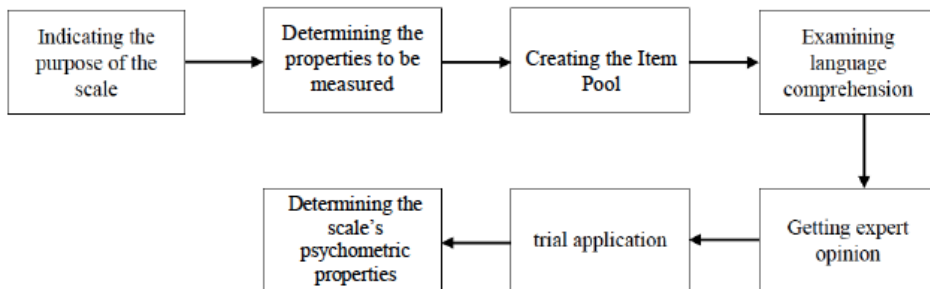 Indicating the
purpose of the
scale
Determining the
properties to be
measured
Creating the Item
Pool
Examining
language
comprehension
Getting expert
opinion
trial application
Determining the
scale's
psychometric
properties